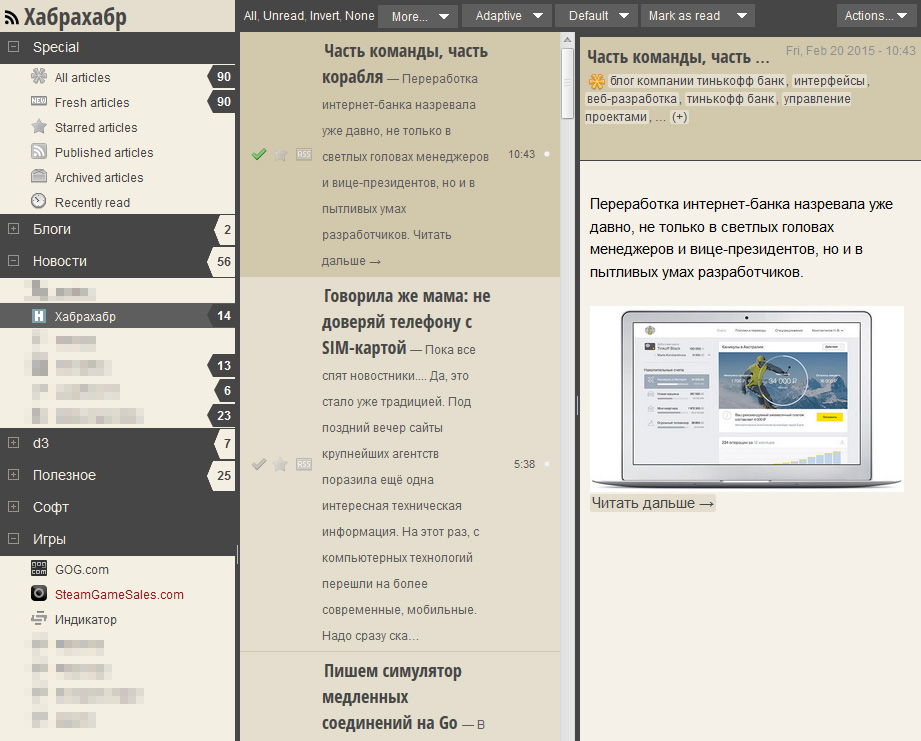 Хабрахабр
Special
All articles 90
Fresh articles 90
Starred articles
Published articles
Archived articles
Recently read
Блоги 2
Новости 56
Хабрахабр 14
13
6
23
d3 7
Полезное 25
Софт
Игры
GOG.com
SteamGameSales.com
Индикатор
All, Unread, Invert, None More... Adaptive Default Mark as read Actions...
Часть команды, часть
корабля — Переработка
интернет-банка назревала
уже давно, не только в
светлых головах менеджеров
и вице-президентов, но и в
пытливых умах
разработчиков. Читать
дальше →
RSS
10:43
Говорила же мама: не
доверяй телефону с
SIM-картой — Пока все
спят новостники.... Да, это
стало уже традицией. Под
поздний вечер сайты
крупнейших агентств
поразила ещё одна
интересная техническая
информация. На этот раз, с
компьютерных технологий
перешли на более
современные, мобильные.
Надо сразу ска...
RSS
5:38
Пишем симулятор
медленных
соединений на Go — В
Часть команды, часть ...
Fri, Feb 20 2015 - 10:43
блог компании тинькофф банк, интерфейсы,
веб-разработка, тинькофф банк, управление
проектами, ... (+)
Переработка интернет-банка назревала уже
давно, не только в светлых головах
менеджеров и вице-президентов, но и в
пытливых умах разработчиков.
Каникулы в Австралии
94 000 ₽
Читать дальше →